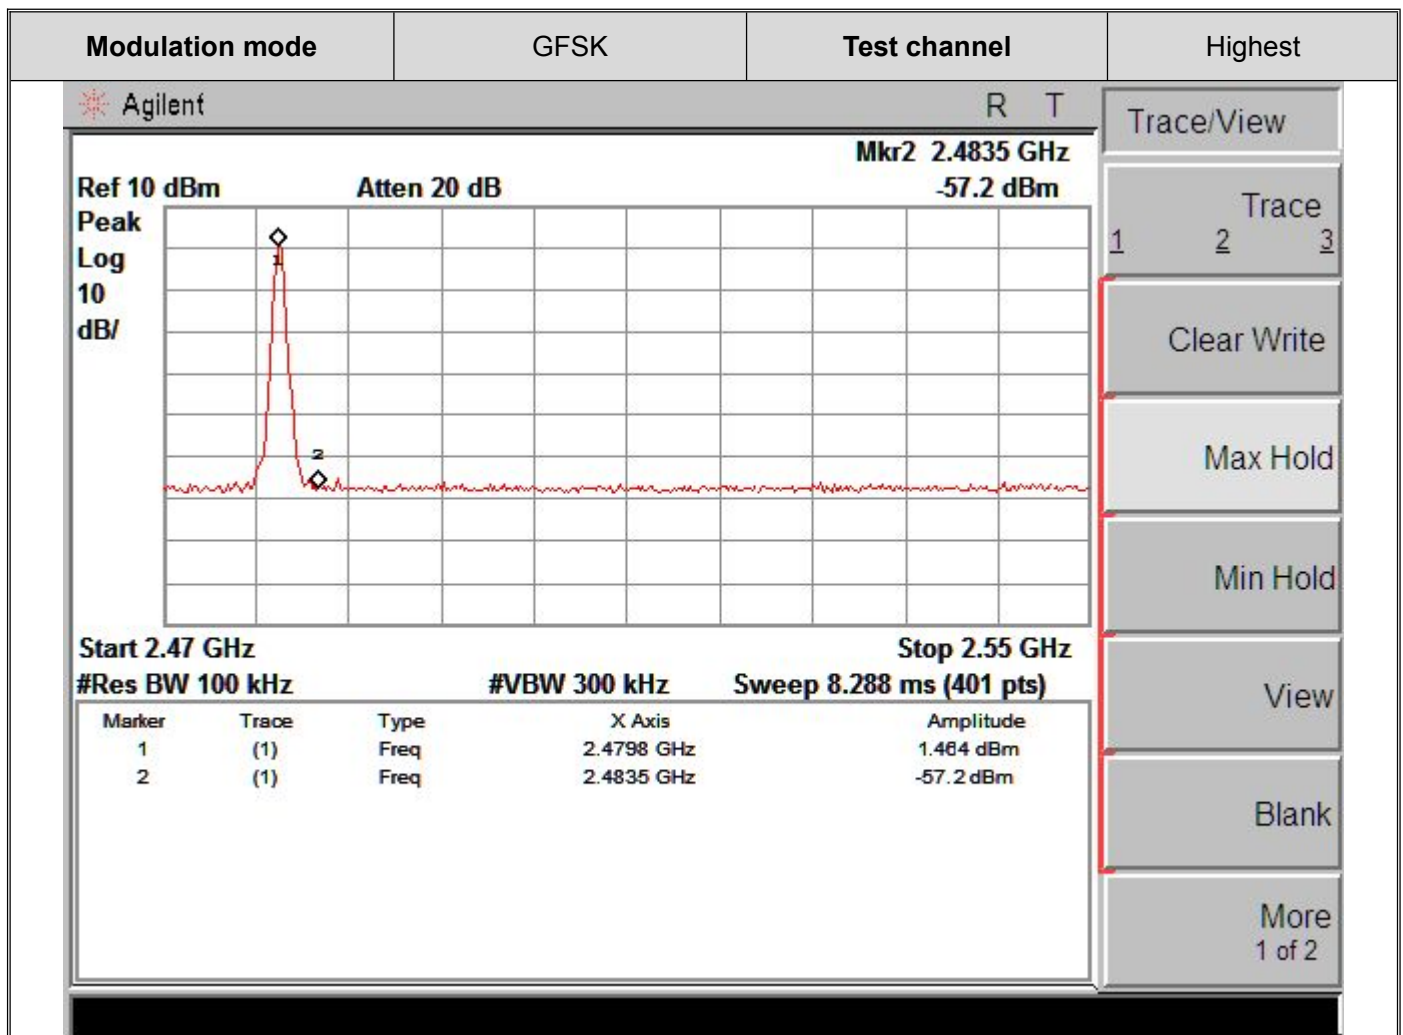 Modulation mode GFSK Test channel Highest
Agilent R T
Trace/View
Mkr2 2.4835 GHz
Ref 10 dBm Atten 20 dB -57.2 dBm
Peak
Log
10
dB/
1
2
Trace
1 2 3
Clear Write
Max Hold
Min Hold
View
Blank
More
1 of 2
Start 2.47 GHz Stop 2.55 GHz
#Res BW 100 kHz #VBW 300 kHz Sweep 8.288 ms (401 pts)
Marker Trace Type X Axis Amplitude
1 (1) Freq 2.4798 GHz 1.464 dBm
2 (1) Freq 2.4835 GHz -57.2 dBm